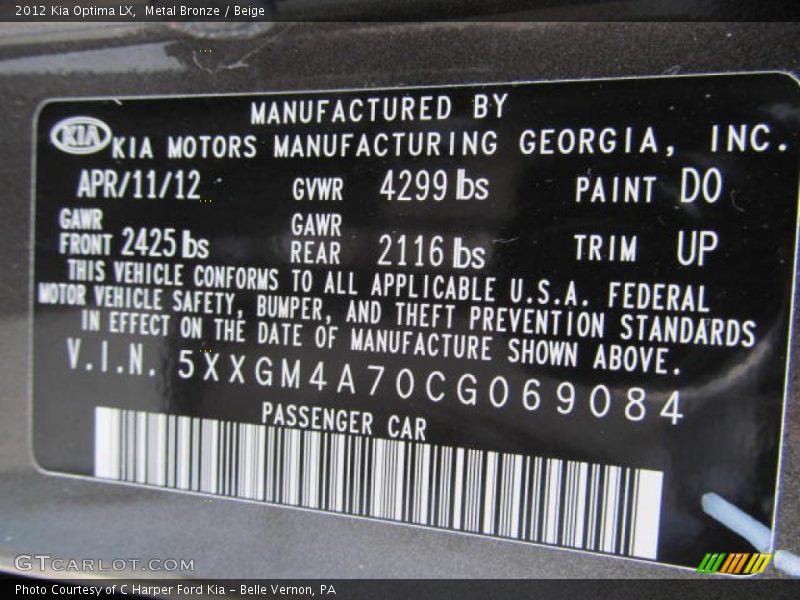 2012 Kia Optima LX, Metal Bronze / Beige
MANUFACTURED BY
KIA KIA MOTORS MANUFACTURING GEORGIA, INC.
APR/11/12 GVWR 4299 lbs PAINT D0
GAWR FRONT 2425 lbs GAWR REAR 2116 lbs TRIM UP
THIS VEHICLE CONFORMS TO ALL APPLICABLE U.S.A. FEDERAL
MOTOR VEHICLE SAFETY, BUMPER, AND THEFT PREVENTION STANDARDS
IN EFFECT ON THE DATE OF MANUFACTURE SHOWN ABOVE.
V.I.N. 5XXGM4A70CG069084
PASSENGER CAR
GTCARLOT.COM
Photo Courtesy of C Harper Ford Kia - Belle Vernon, PA